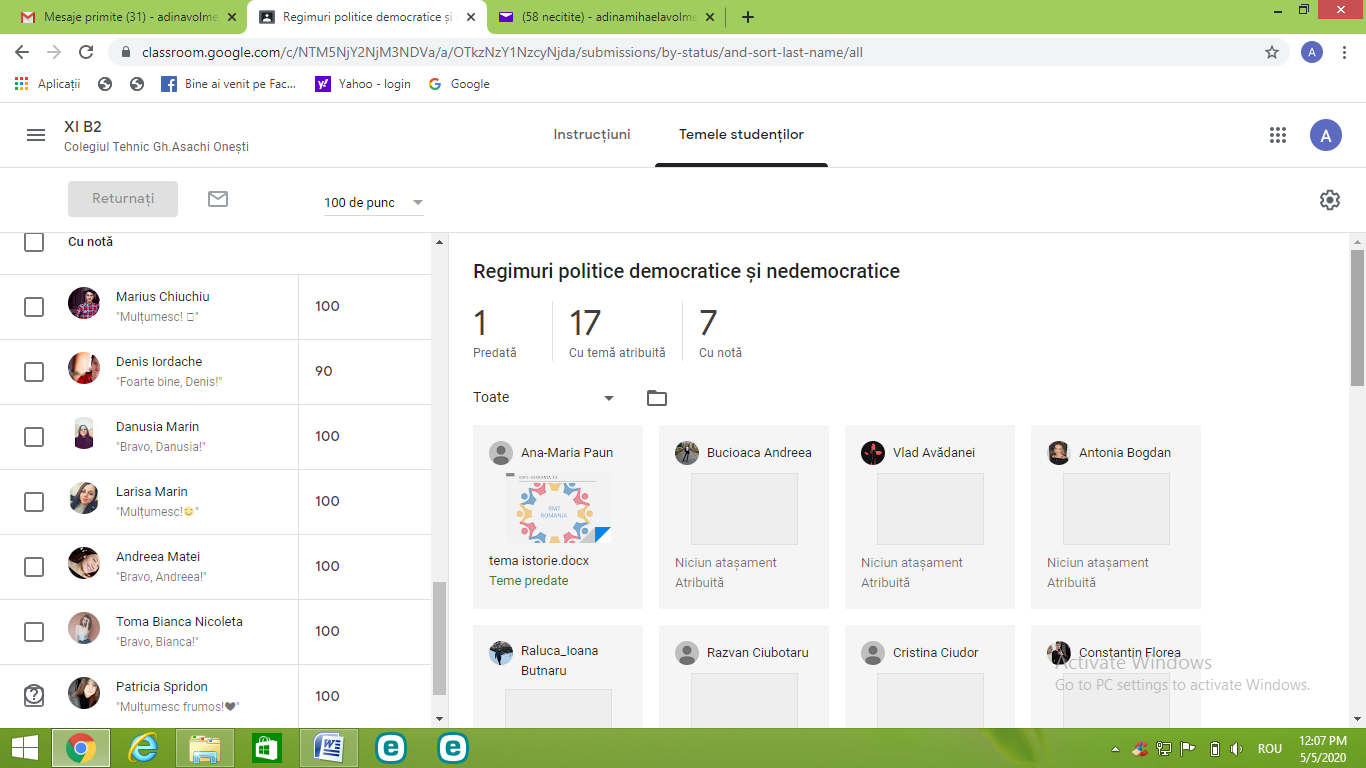 Mesaje primite (31) - adinavolme
Regimuri politice democratice și
(58 necitite) - adinamihaelavolme
classroom.google.com/c/NTM5NjY2NjM3NDVa/a/OTkzNzY1NzcyNjda/submissions/by-status/and-sort-last-name/all
A
Aplicații
Bine ai venit pe Fac...
Yahoo - login
Google
XI B2
Colegiul Tehnic Gh.Asachi Onești
Instrucțiuni
Temele studenților
A
Returnați
100 de punc
Cu notă
Marius Chiuchiu
"Mulțumesc! "
100
Denis Iordache
"Foarte bine, Denis!"
90
Danusia Marin
"Bravo, Danusia!"
100
Larisa Marin
"Mulțumesc!😊"
100
Andreea Matei
"Bravo, Andreea!"
100
Toma Bianca Nicoleta
"Bravo, Bianca!"
100
Patricia Spridon
"Mulțumesc frumos!🖤"
100
Regimuri politice democratice și nedemocratice
1
Predată
17
Cu temă atribuită
7
Cu notă
Toate
Ana-Maria Paun
RMT
ROMANIA
tema istorie.docx
Teme predate
Bucioaca Andreea
Niciun atașament
Atribuită
Vlad Avădanei
Niciun atașament
Atribuită
Antonia Bogdan
Niciun atașament
Atribuită
Raluca_Ioana
Butnaru
Razvan Ciubotaru
Cristina Ciudor
Constantin Florea
Activate Windows
Go to PC settings to activate Windows.
ROU
12:07 PM
5/5/2020